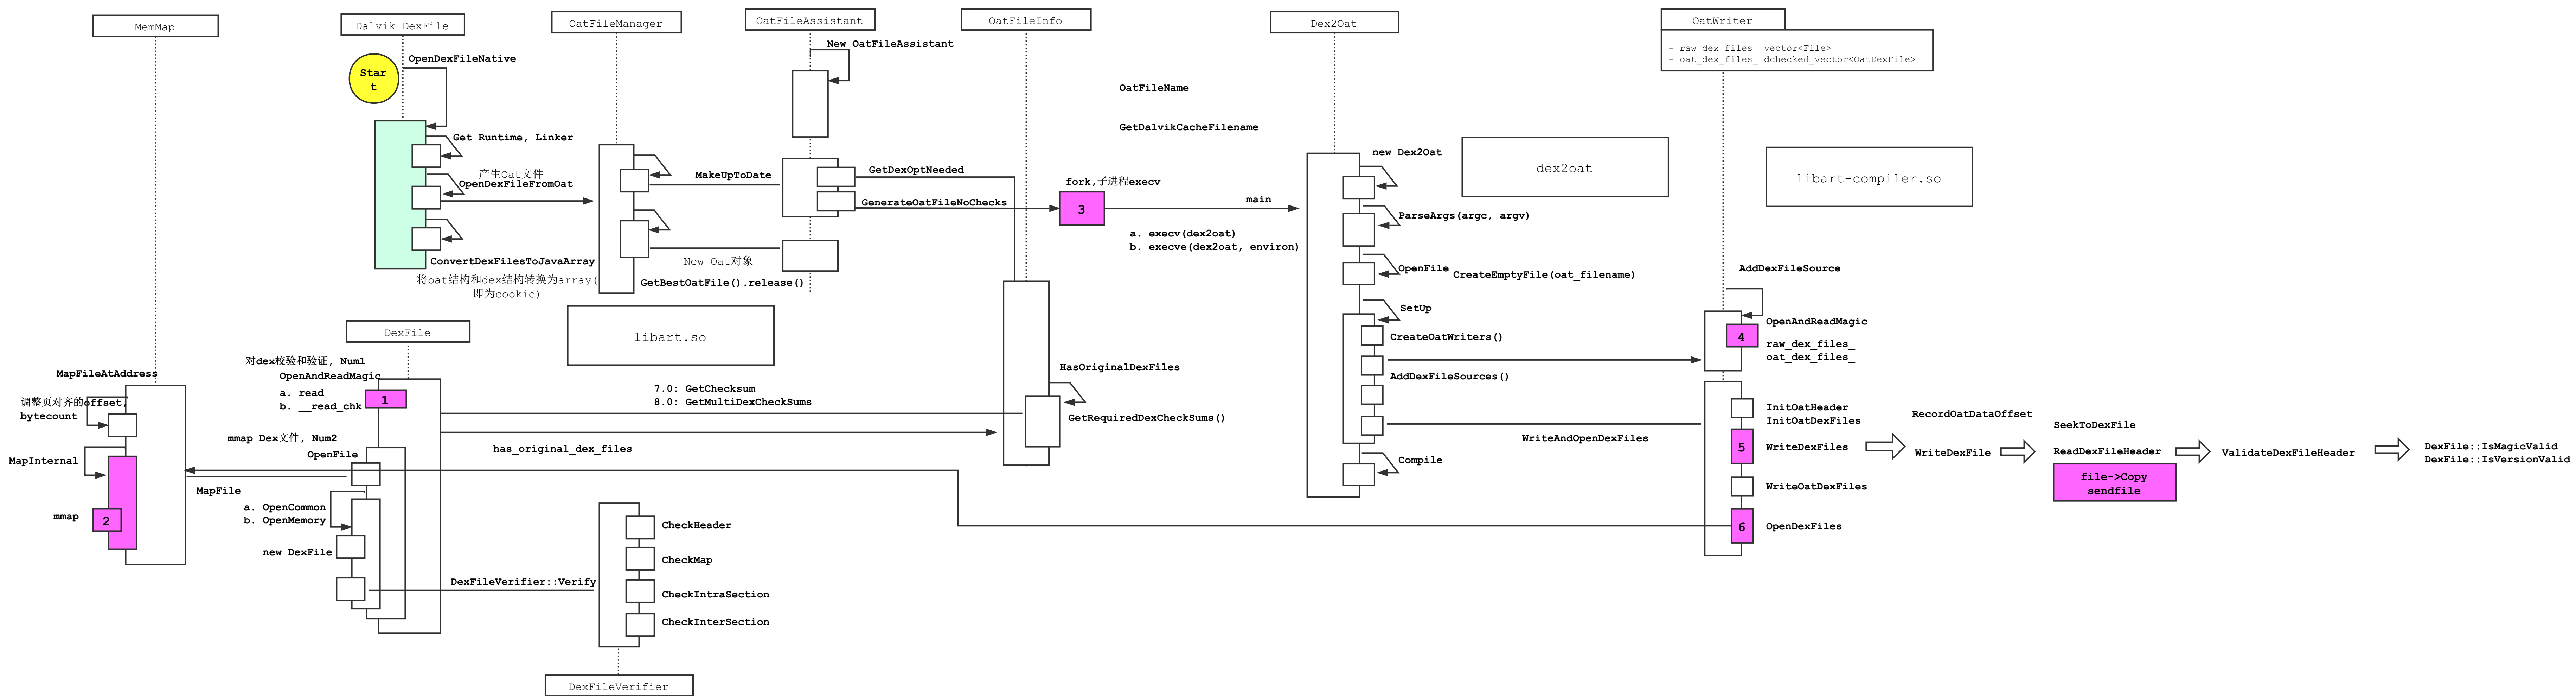 MemMap
Dalvik_DexFile
OatFileManager
OatFileAssistant
OatFileInfo
Dex2Oat
OatWriter
- raw_dex_files_ vector<File>
- oat_dex_files_ dchecked_vector<OatDexFile>
Star
t
OpenDexFileNative
New OatFileAssistant
OatFileName
GetDalvikCacheFilename
Get Runtime, Linker
产生Oat文件
OpenDexFileFromOat
ConvertDexFilesToJavaArray
将oat结构和dex结构转换为array(
即为cookie)
MakeUpToDate
New Oat对象
GetBestOatFile().release()
GetDexOptNeeded
GenerateOatFileNoChecks
fork,子进程execv
3
main
a. execv(dex2oat)
b. execve(dex2oat, environ)
new Dex2Oat
ParseArgs(argc, argv)
OpenFile
CreateEmptyFile(oat_filename)
SetUp
CreateOatWriters()
AddDexFileSources()
WriteAndOpenDexFiles
Compile
dex2oat
libart-compiler.so
AddDexFileSource
OpenAndReadMagic
4
raw_dex_files_
oat_dex_files_
InitOatHeader
InitOatDexFiles
5
WriteDexFiles
WriteOatDexFiles
6
OpenDexFiles
RecordOatDataOffset
WriteDexFile
SeekToDexFile
ReadDexFileHeader
file->Copy
sendfile
ValidateDexFileHeader
DexFile::IsMagicValid
DexFile::IsVersionValid
libart.so
DexFile
对dex校验和验证, Num1
OpenAndReadMagic
a. read
b. __read_chk
1
7.0: GetChecksum
8.0: GetMultiDexCheckSums
has_original_dex_files
HasOriginalDexFiles
GetRequiredDexCheckSums()
MapFileAtAddress
调整页对齐的offset,
bytecount
MapInternal
mmap
2
mmap Dex文件, Num2
OpenFile
MapFile
a. OpenCommon
b. OpenMemory
new DexFile
DexFileVerifier::Verify
CheckHeader
CheckMap
CheckIntraSection
CheckInterSection
DexFileVerifier